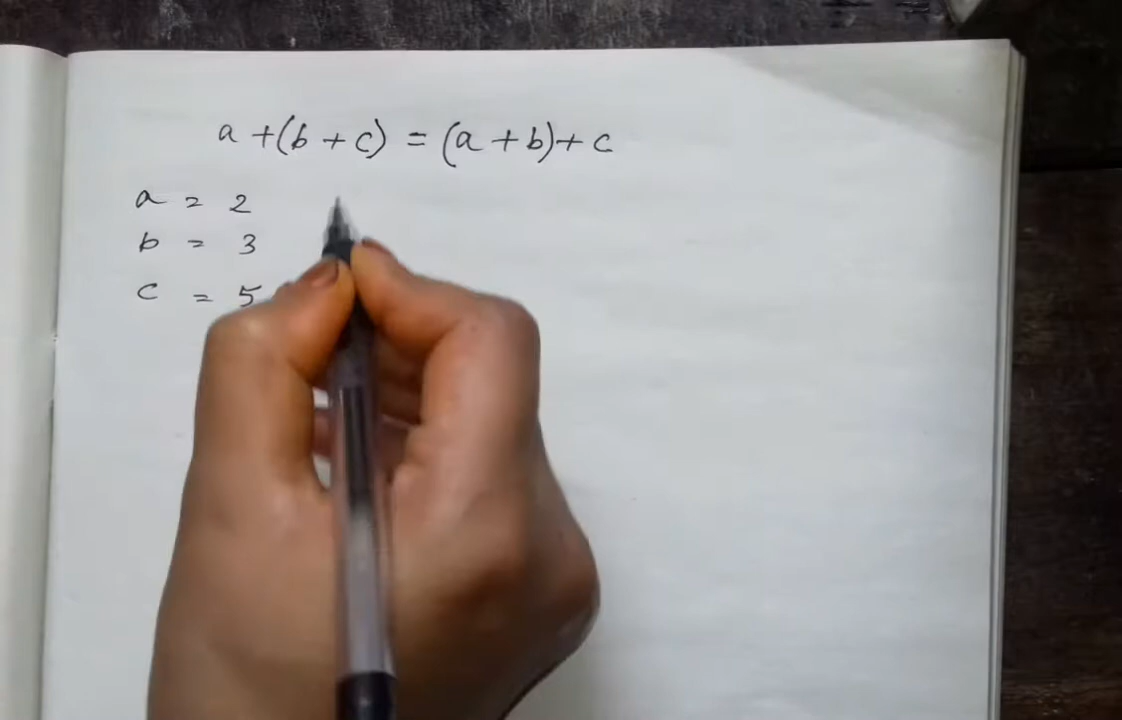 a + (b + c) = (a + b) + c
a = 2
b = 3
c = 5